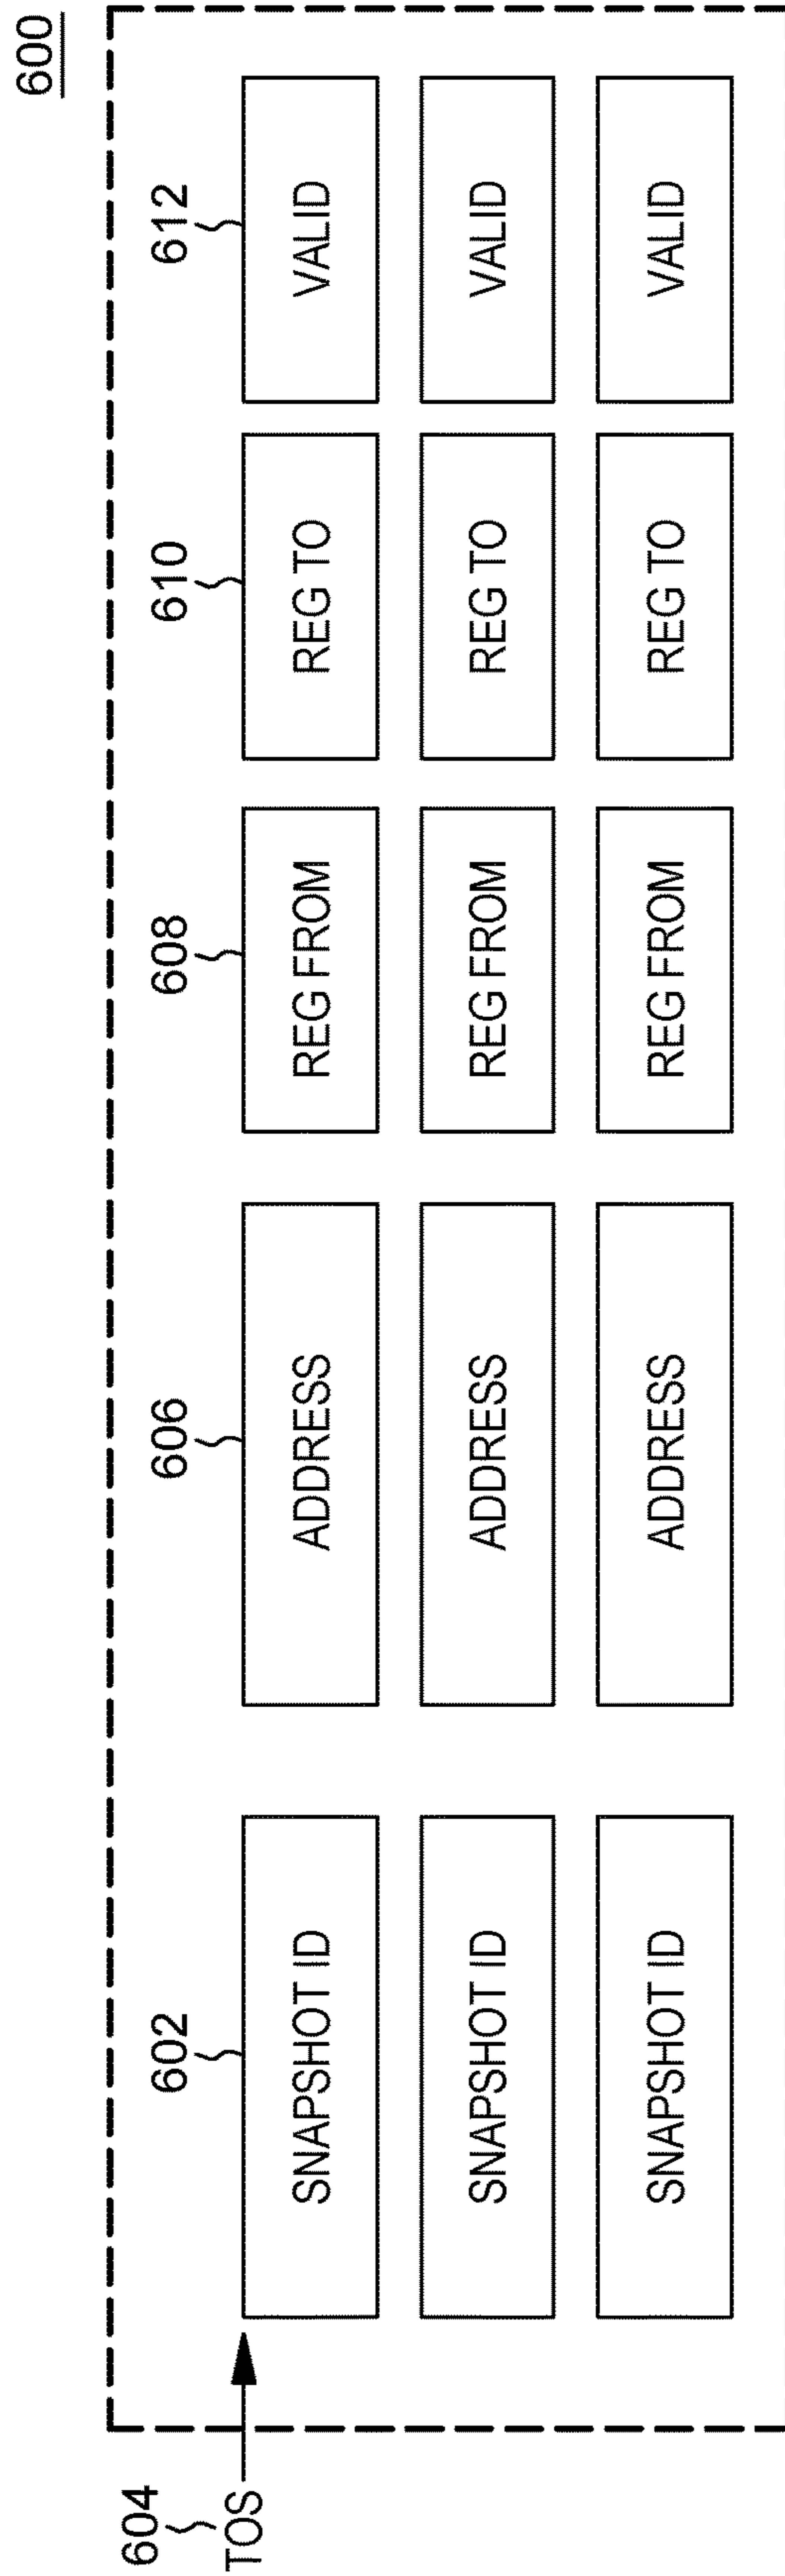 600
604
602
606
608
610
612
TOS
SNAPSHOT ID
ADDRESS
REG FROM
REG TO
VALID
SNAPSHOT ID
ADDRESS
REG FROM
REG TO
VALID
SNAPSHOT ID
ADDRESS
REG FROM
REG TO
VALID